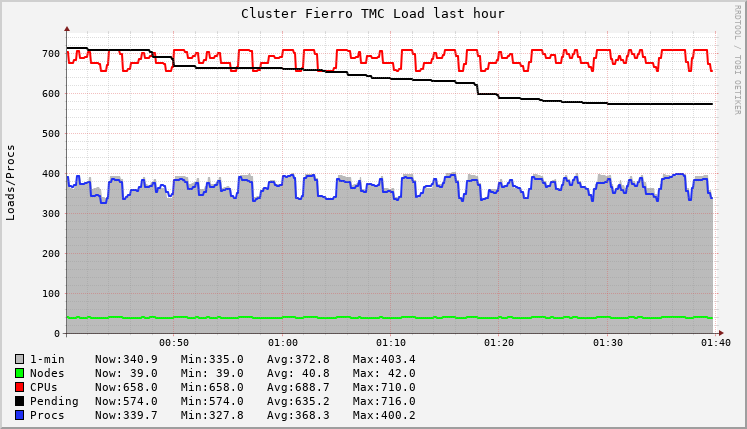 Cluster Fierro TMC Load last hour
RRDTOOL / TOBI OETIKER
Loads/Procs
700
600
500
400
300
200
100
0
00:50 01:00 01:10 01:20 01:30 01:40
1-min Now:340.9 Min:335.0 Avg:372.8 Max:403.4
Nodes Now: 39.0 Min: 39.0 Avg: 40.8 Max: 42.0
CPUs Now:658.0 Min:658.0 Avg:688.7 Max:710.0
Pending Now:574.0 Min:574.0 Avg:635.2 Max:716.0
Procs Now:339.7 Min:327.8 Avg:368.3 Max:400.2